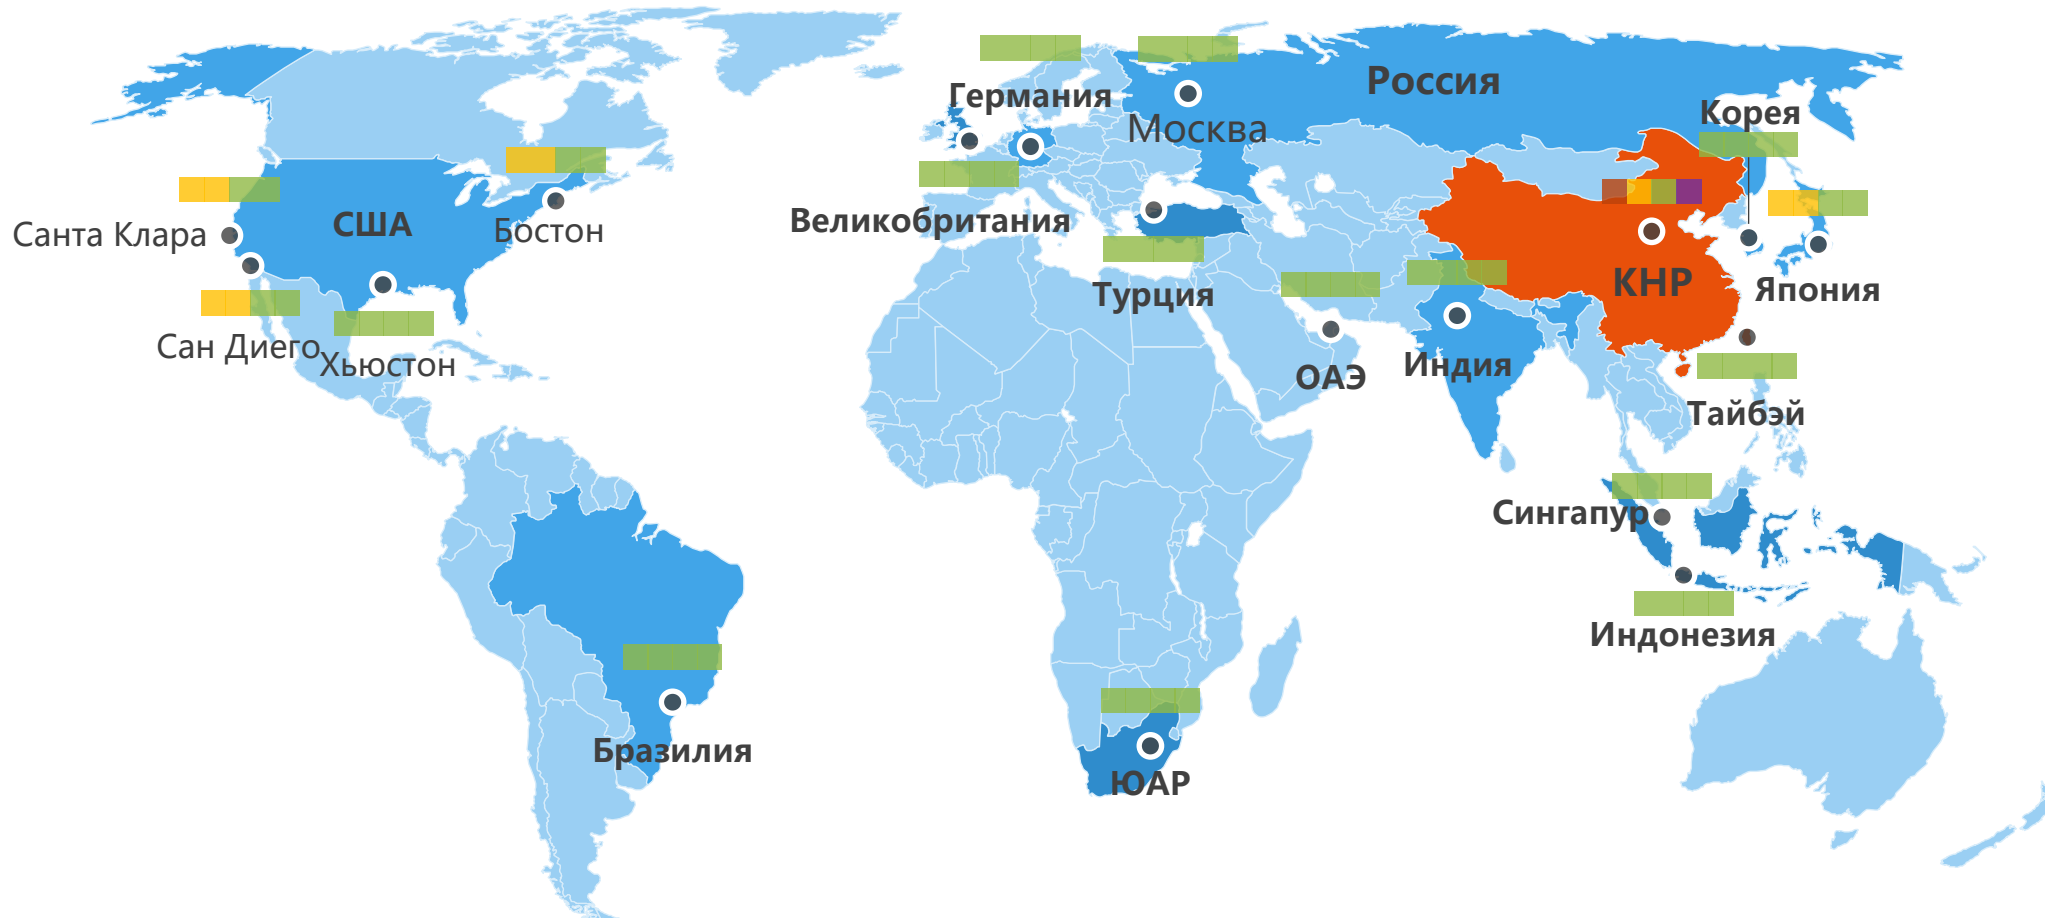 Россия
Германия
Корея
Москва
США
Бостон
Санта Клара
Великобритания
КНР
Япония
Турция
Сан Диего
Хьюстон
ОАЭ
Индия
Тайбэй
Сингапур
Индонезия
Бразилия
ЮАР